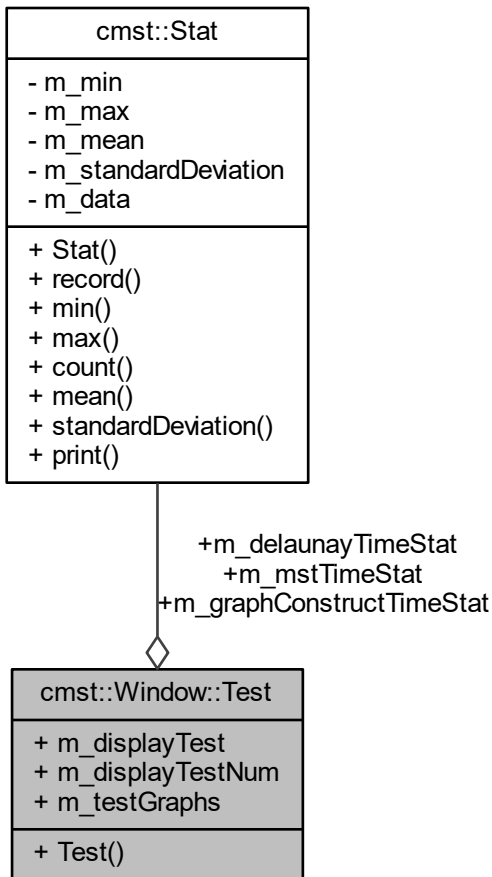 cmst::Stat
- m_min
- m_max
- m_mean
- m_standardDeviation
- m_data
+ Stat()
+ record()
+ min()
+ max()
+ count()
+ mean()
+ standardDeviation()
+ print()
+m_delaunayTimeStat
+m_mstTimeStat
+m_graphConstructTimeStat
cmst::Window::Test
+ m_displayTest
+ m_displayTestNum
+ m_testGraphs
+ Test()